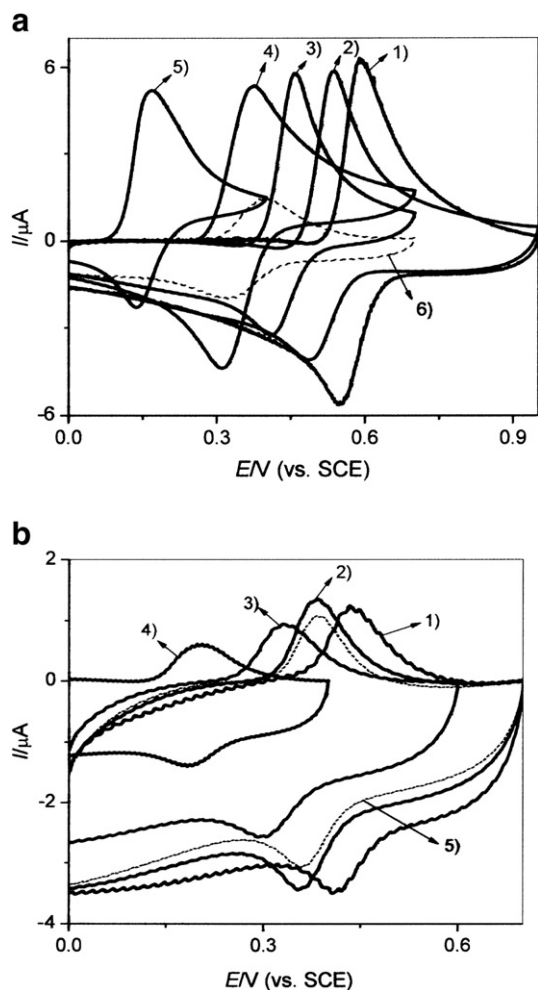 a
5) 4) 3) 2) 1)
6
I/μA
0
6)
-6
0.0 0.3 0.6 0.9
E/V (vs. SCE)
b
2
2)
3) 1)
4)
0
I/μA
-2
5)
-4
0.0 0.3 0.6
E/V (vs. SCE)